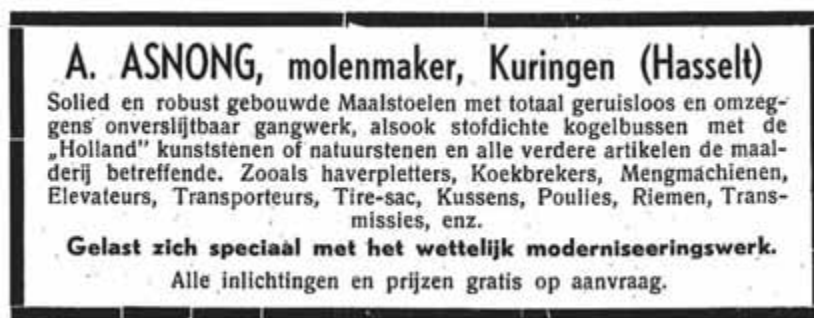 A. ASNONG, molenmaker, Kuringen (Hasselt)
Solied en robust gebouwde Maalstoelen met totaal geruisloos en omzeg-
gens onverslijtbaar gangwerk, alsook stofdichte kogelbussen met de
„Holland" kunststenen of natuurstenen en alle verdere artikelen de maal-
derij betreffende. Zooals haverpletters, Koekbrekers, Mengmachienen,
Elevateurs, Transporteurs, Tire-sac, Kussens, Poulies, Riemen, Trans-
missies, enz.
Gelast zich speciaal met het wettelijk moderniseeringswerk.
Alle inlichtingen en prijzen gratis op aanvraag.